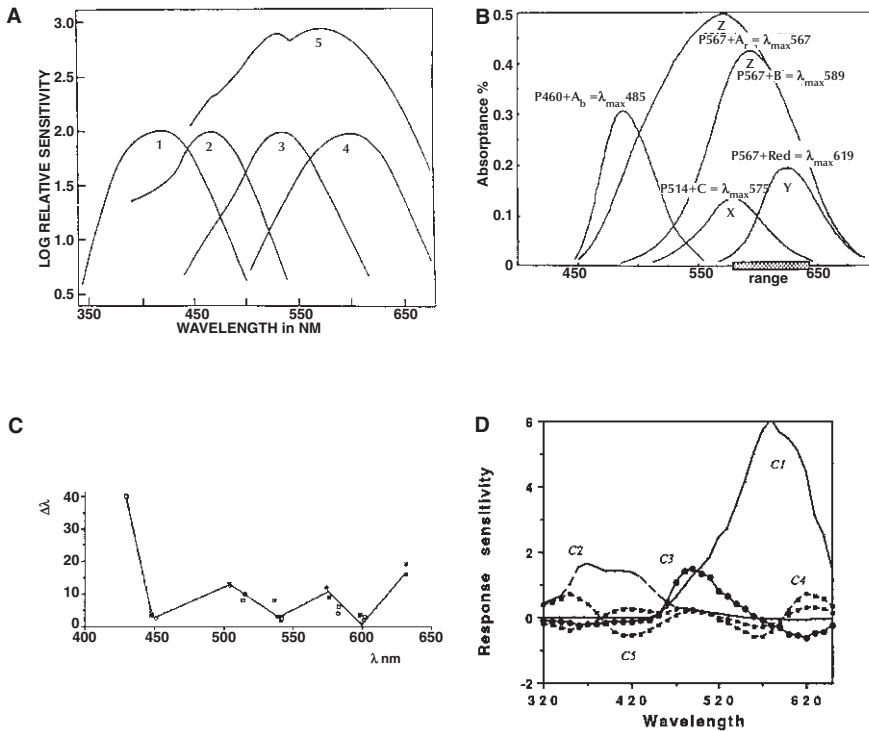 A
3.0
2.5
2.0
1.5
1.0
0.5
LOG RELATIVE SENSITIVITY
1
2
3
4
5
350
450
550
650
WAVELENGTH in NM
B
0.5
0.4
0.3
0.2
0.1
0
Absorptance %
Z
P567+Ar = λmax567
Z
P567+B = λmax589
P460+Ab = λmax485
P567+Red = λmax619
P514+C = λmax575
X
Y
450
550
650
range
C
40
30
20
10
0
Δλ
400
450
500
550
600
650
λ nm
D
6
4
2
0
-2
Response sensitivity
C1
C2
C3
C4
C5
320
420
520
620
Wavelength